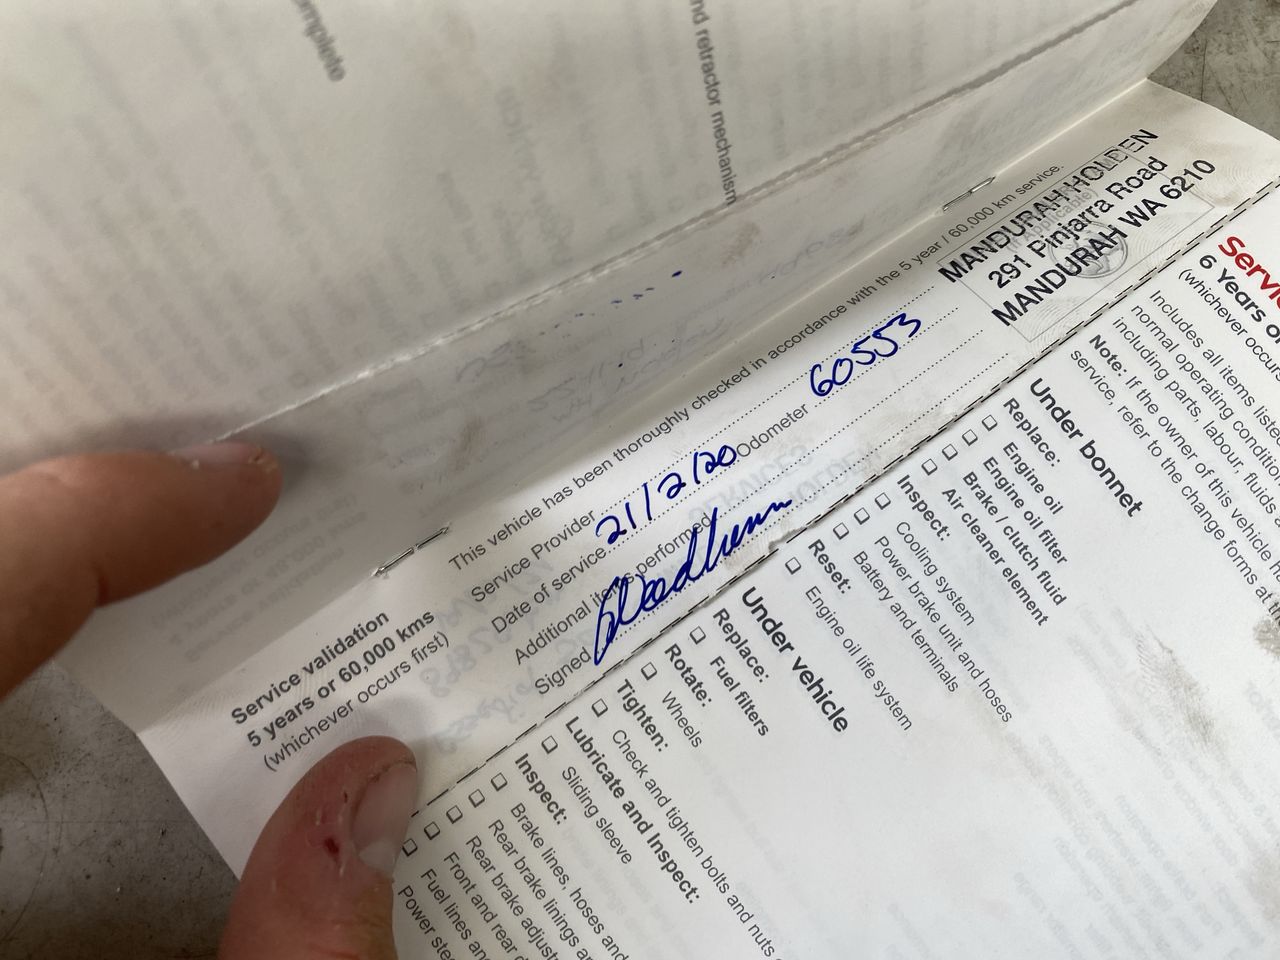 omplete
nd retractor mechanism
Service validation
5 years or 60,000 kms
(whichever occurs first)
This vehicle has been thoroughly checked in accordance with the 5 year / 60,000 km service.
Service Provider
Date of service 21/2/20 Odometer 60553
Additional items performed
Signed
MANDURAH HOLDEN
291 Pinjarra Road
MANDURAH WA 6210
Servic
6 Years or
(whichever occurs
Includes all items liste
normal operating conditio
including parts, labour, fluids
Note: If the owner of this vehicle h
service, refer to the change forms at th
Under bonnet
Replace:
Engine oil
Engine oil filter
Brake / clutch fluid
Air cleaner element
Inspect:
Cooling system
Power brake unit and hoses
Battery and terminals
Reset:
Engine oil life system
Under vehicle
Replace:
Fuel filters
Rotate:
Wheels
Tighten:
Check and tighten bolts and nuts
Lubricate and Inspect:
Sliding sleeve
Inspect:
Brake lines, hoses and
Rear brake linings a
Rear brake adjust
Front and rear
Fuel lines an
Power stee